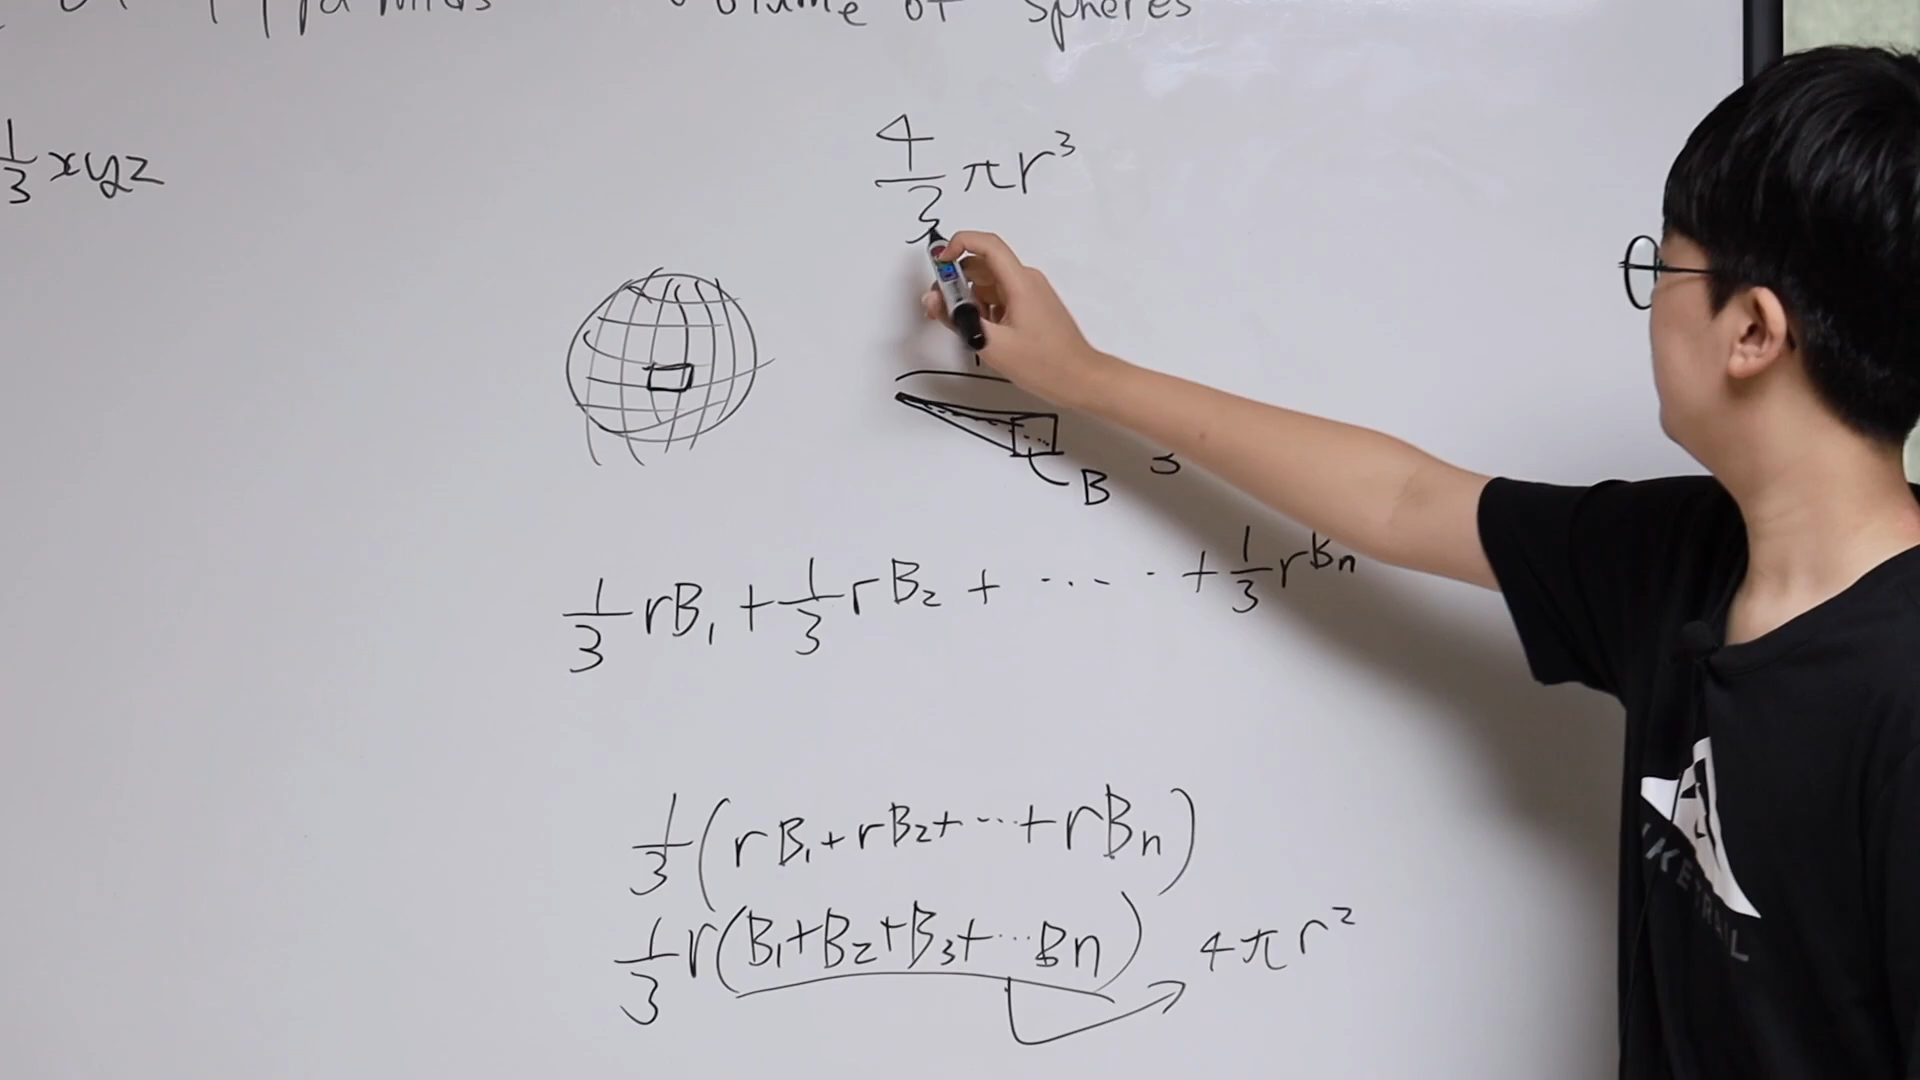 Volume of Spheres
1/3 xyz
4/3 πr³
B
1/3 rB₁ + 1/3 rB₂ + ···· + 1/3 rBn
1/3 (rB₁ + rB₂ + ··· + rBn)
1/3 r(B₁+B₂+B₃+···Bn) 4πr²